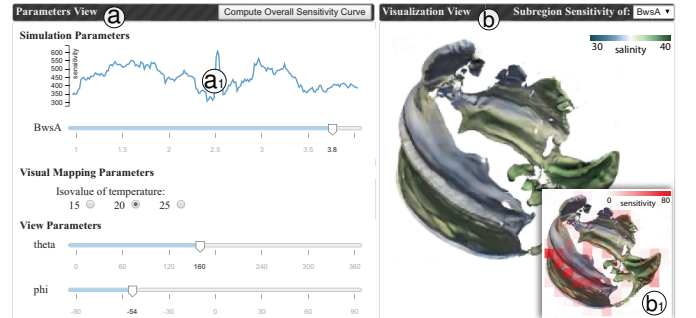 Parameters View
a
Compute Overall Sensitivity Curve
Simulation Parameters
sensitivity
600
550
500
450
400
350
300
a1
BwsA
1 1.5 2 2.5 3 3.5 3.8
Visual Mapping Parameters
Isovalue of temperature:
15 20 25
View Parameters
theta
0 60 120 160 240 300 360
phi
-90 -54 -30 0 30 60 90
Visualization View
b
Subregion Sensitivity of: BwsA
30 salinity 40
0 sensitivity 80
b1